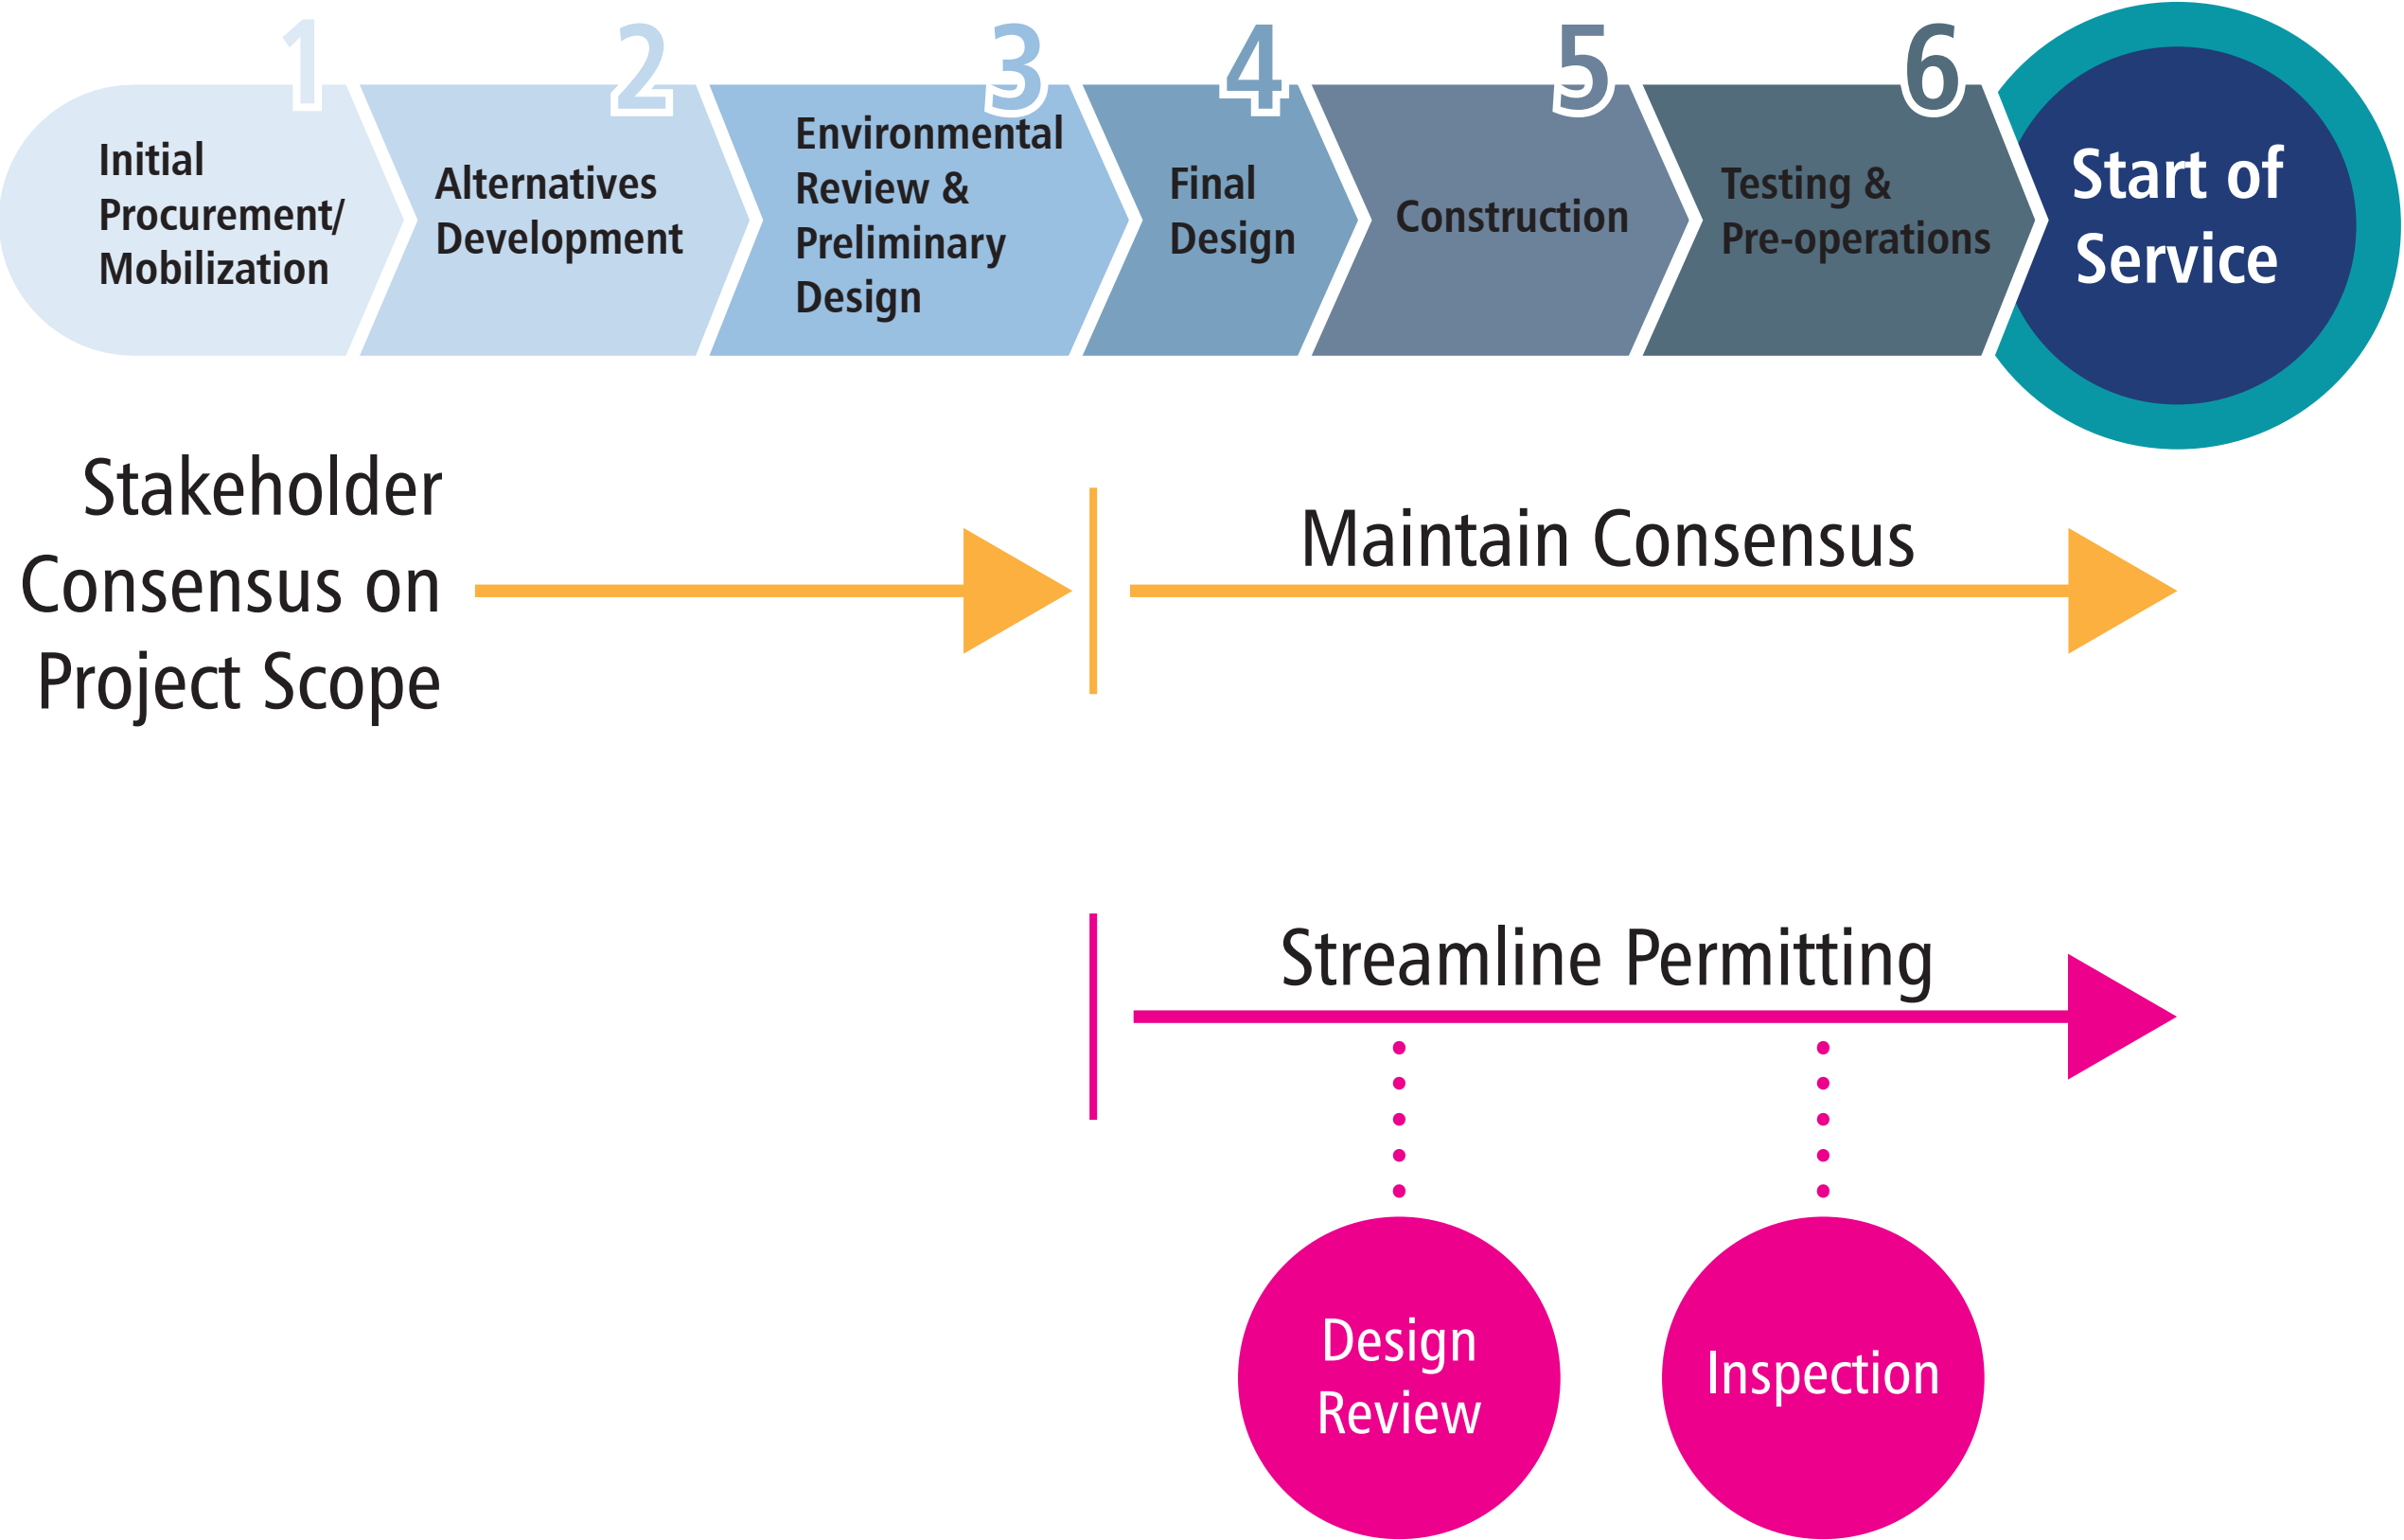 1
Initial
Procurement/
Mobilization
2
Alternatives
Development
3
Environmental
Review &
Preliminary
Design
4
Final
Design
5
Construction
6
Testing &
Pre-operations
Start of
Service
Stakeholder
Consensus on
Project Scope
Maintain Consensus
Streamline Permitting
Design
Review
Inspection